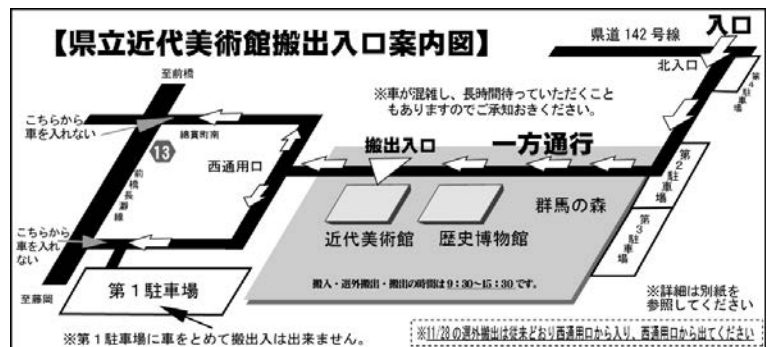 【県立近代美術館搬出入口案内図】
県道142号線
入口
北入口
第4駐車場
至前橋
※車が混雑し、長時間待っていただくこと
もありますのでご承知おきください。
こちらから
車を入れない
綿貫町南
13
前橋長瀞線
西通用口
搬出入口
一方通行
第2駐車場
第3駐車場
群馬の森
近代美術館
歴史博物館
こちらから
車を入れ
ない
搬入・選外搬出・搬出の時間は9:30~15:30です。
至藤岡
第1駐車場
※詳細は別紙を
参照してください
※第1駐車場に車をとめて搬出入は出来ません。
※11/28の選外搬出は従来どおり西通用口から入り、西通用口から出てください